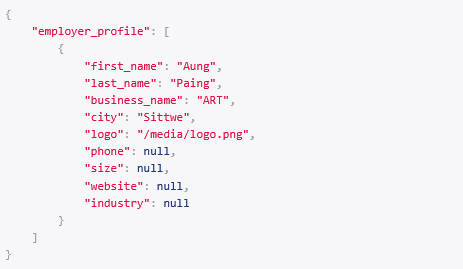 {
    "employer_profile": [
        {
            "first_name": "Aung",
            "last_name": "Paing",
            "business_name": "ART",
            "city": "Sittwe",
            "logo": "/media/logo.png",
            "phone": null,
            "size": null,
            "website": null,
            "industry": null
        }
    ]
}